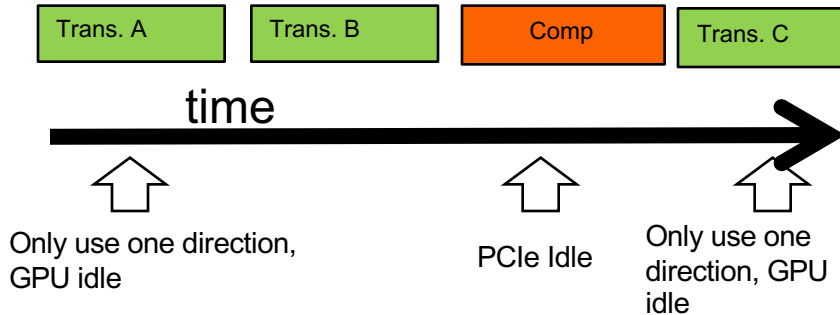 Trans. A
Trans. B
Comp
Trans. C
time
Only use one direction,
GPU idle
PCIe Idle
Only use one
direction, GPU
idle